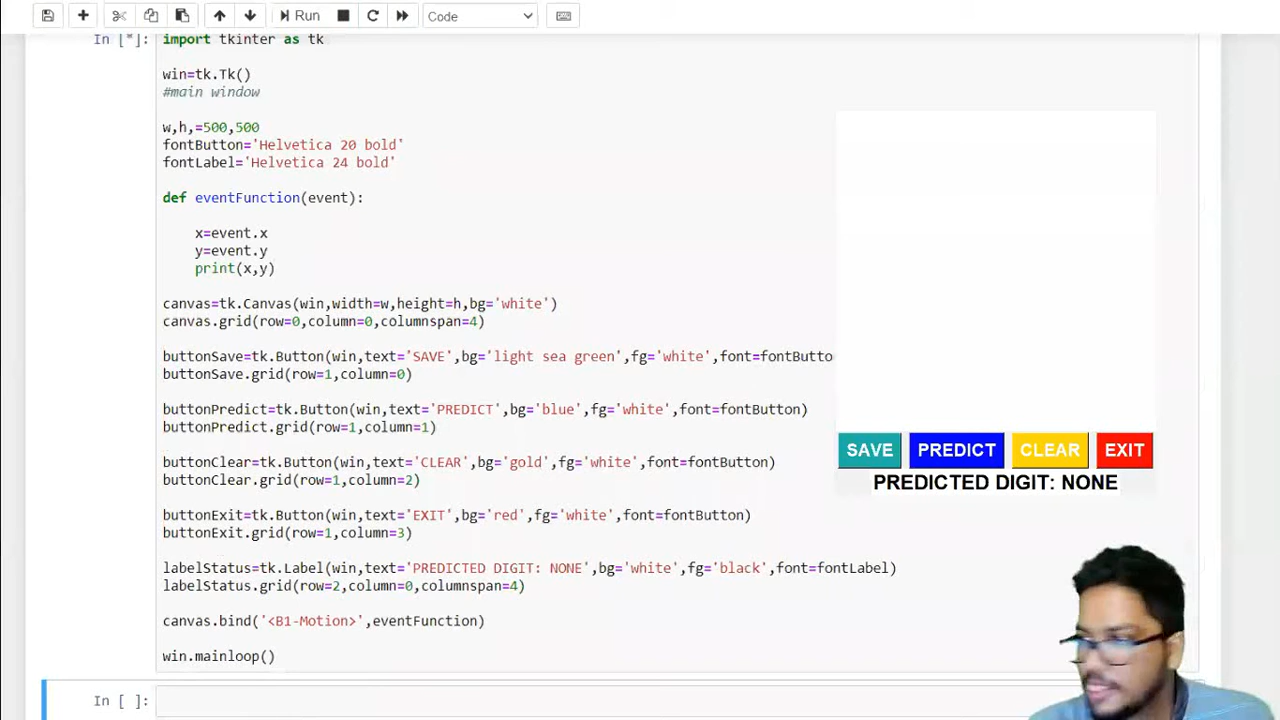 Run
Code
In [*]:
import tkinter as tk
win=tk.Tk()
#main window
w,h,=500,500
fontButton='Helvetica 20 bold'
fontLabel='Helvetica 24 bold'
def eventFunction(event):
x=event.x
y=event.y
print(x,y)
canvas=tk.Canvas(win,width=w,height=h,bg='white')
canvas.grid(row=0,column=0,columnspan=4)
buttonSave=tk.Button(win,text='SAVE',bg='light sea green',fg='white',font=fontButto
buttonSave.grid(row=1,column=0)
buttonPredict=tk.Button(win,text='PREDICT',bg='blue',fg='white',font=fontButton)
buttonPredict.grid(row=1,column=1)
buttonClear=tk.Button(win,text='CLEAR',bg='gold',fg='white',font=fontButton)
buttonClear.grid(row=1,column=2)
buttonExit=tk.Button(win,text='EXIT',bg='red',fg='white',font=fontButton)
buttonExit.grid(row=1,column=3)
labelStatus=tk.Label(win,text='PREDICTED DIGIT: NONE',bg='white',fg='black',font=fontLabel)
labelStatus.grid(row=2,column=0,columnspan=4)
canvas.bind('<B1-Motion>',eventFunction)
win.mainloop()
SAVE PREDICT CLEAR EXIT
PREDICTED DIGIT: NONE
In [ ]: